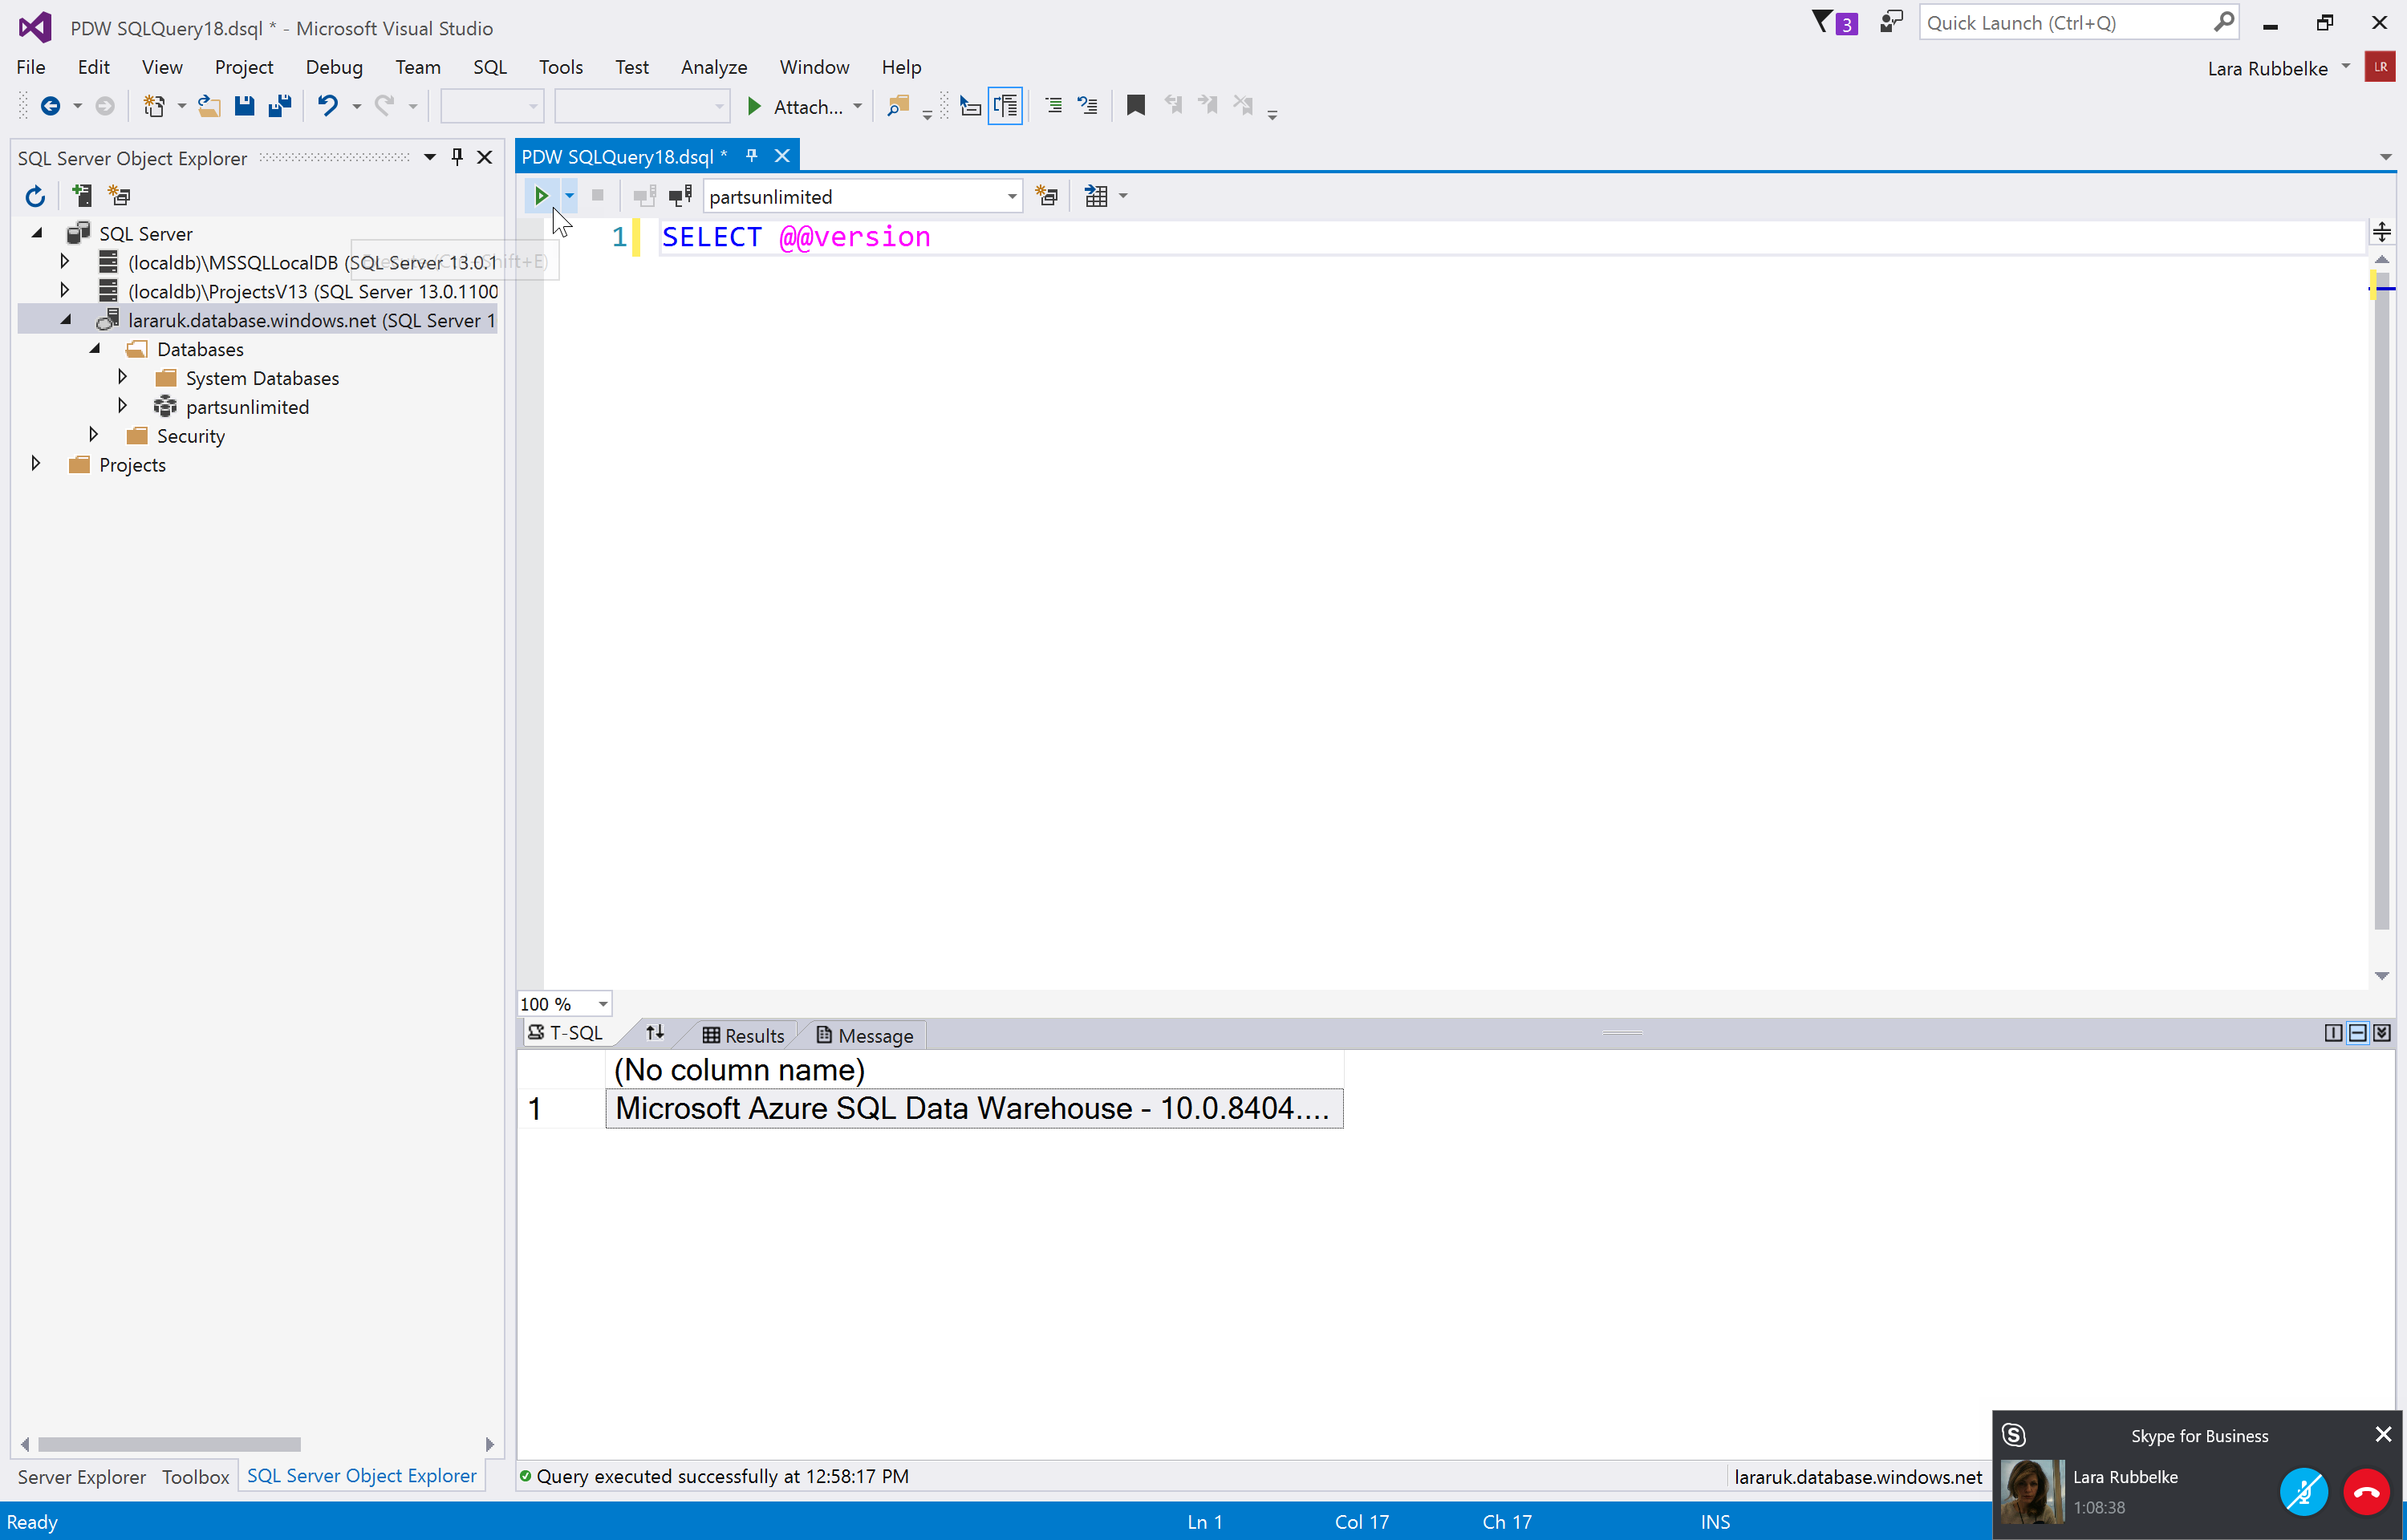 PDW SQLQuery18.dsql * - Microsoft Visual Studio
3
Quick Launch (Ctrl+Q)
File Edit View Project Debug Team SQL Tools Test Analyze Window Help
Lara Rubbelke
LR
Attach...
SQL Server Object Explorer
PDW SQLQuery18.dsql *
partsunlimited
SQL Server
(localdb)\MSSQLLocalDB (SQL Server 13.0.1
(localdb)\ProjectsV13 (SQL Server 13.0.1100
lararuk.database.windows.net (SQL Server 1
Databases
System Databases
partsunlimited
Security
Projects
1 SELECT @@version
100 %
T-SQL Results Message
(No column name)
1 Microsoft Azure SQL Data Warehouse - 10.0.8404....
Server Explorer Toolbox SQL Server Object Explorer
Query executed successfully at 12:58:17 PM
lararuk.database.windows.net
Skype for Business
Lara Rubbelke
1:08:38
Ready
Ln 1 Col 17 Ch 17 INS